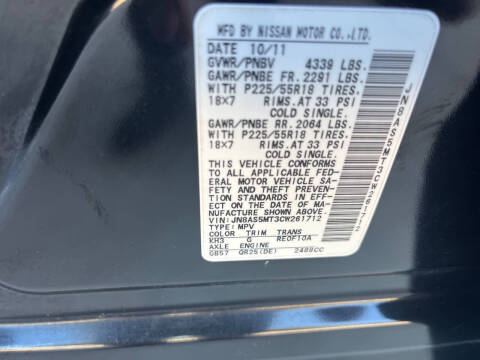 MFD BY NISSAN MOTOR CO.,LTD.
DATE 10/11
GVWR/PNBV 4339 LBS.
GAWR/PNBE FR. 2291 LBS.
WITH P225/55R18 TIRES.
18X7 RIMS.AT 33 PSI
COLD SINGLE.
GAWR/PNBE RR. 2064 LBS.
WITH P225/55R18 TIRES.
18X7 RIMS.AT 33 PSI
COLD SINGLE.
THIS VEHICLE CONFORMS
TO ALL APPLICABLE FED-
ERAL MOTOR VEHICLE SA-
FETY AND THEFT PREVENTION
STANDARDS IN EFF-
ECT ON THE DATE OF MA-
NUFACTURE SHOWN ABOVE.
VIN:JN8AS5MT3CW261712
TYPE:MPV
COLOR TRIM TRANS
KH3 G RE0F10A
AXLE ENGINE
GB57 QR25(DE) 2488CC
JN8AS5MT3CW261712